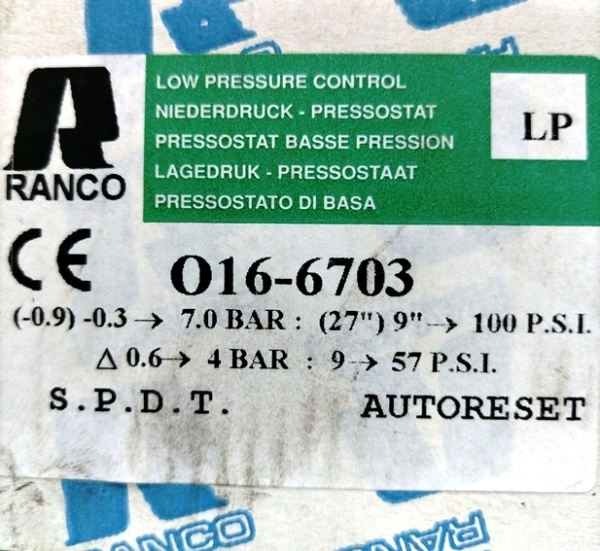 LOW PRESSURE CONTROL
NIEDERDRUCK - PRESSOSTAT
PRESSOSTAT BASSE PRESSION
LAGEDRUK - PRESSOSTAAT
PRESSOSTATO DI BASA
LP
RANCO
CE
O16-6703
(-0.9) -0.3 → 7.0 BAR : (27") 9" → 100 P.S.I.
Δ 0.6 → 4 BAR : 9 → 57 P.S.I.
S.P.D.T. AUTORESET
RANCO